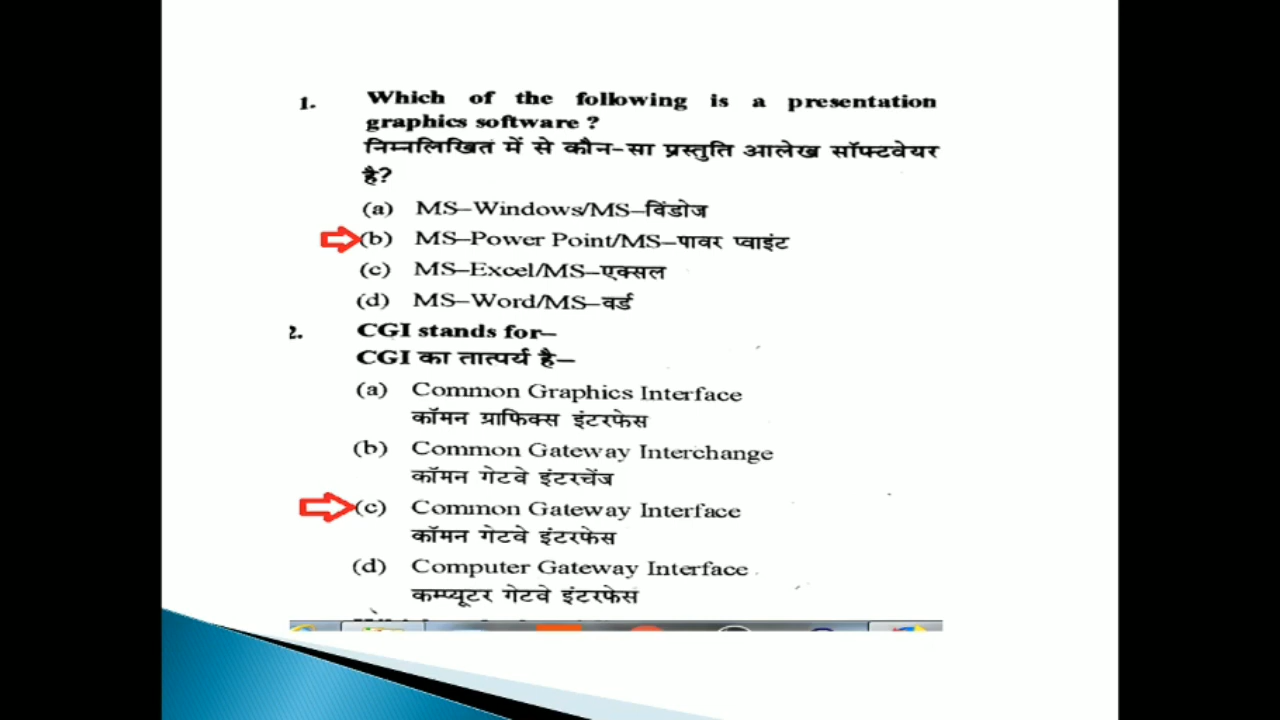 1. Which of the following is a presentation
graphics software ?
निम्नलिखित में से कौन-सा प्रस्तुति आलेख सॉफ्टवेयर
है?
(a) MS–Windows/MS–विंडोज
(b) MS–Power Point/MS–पावर प्वाइंट
(c) MS–Excel/MS–एक्सल
(d) MS–Word/MS–वर्ड
2. CGI stands for–
CGI का तात्पर्य है–
(a) Common Graphics Interface
कॉमन ग्राफिक्स इंटरफेस
(b) Common Gateway Interchange
कॉमन गेटवे इंटरचेंज
(c) Common Gateway Interface
कॉमन गेटवे इंटरफेस
(d) Computer Gateway Interface
कम्प्यूटर गेटवे इंटरफेस